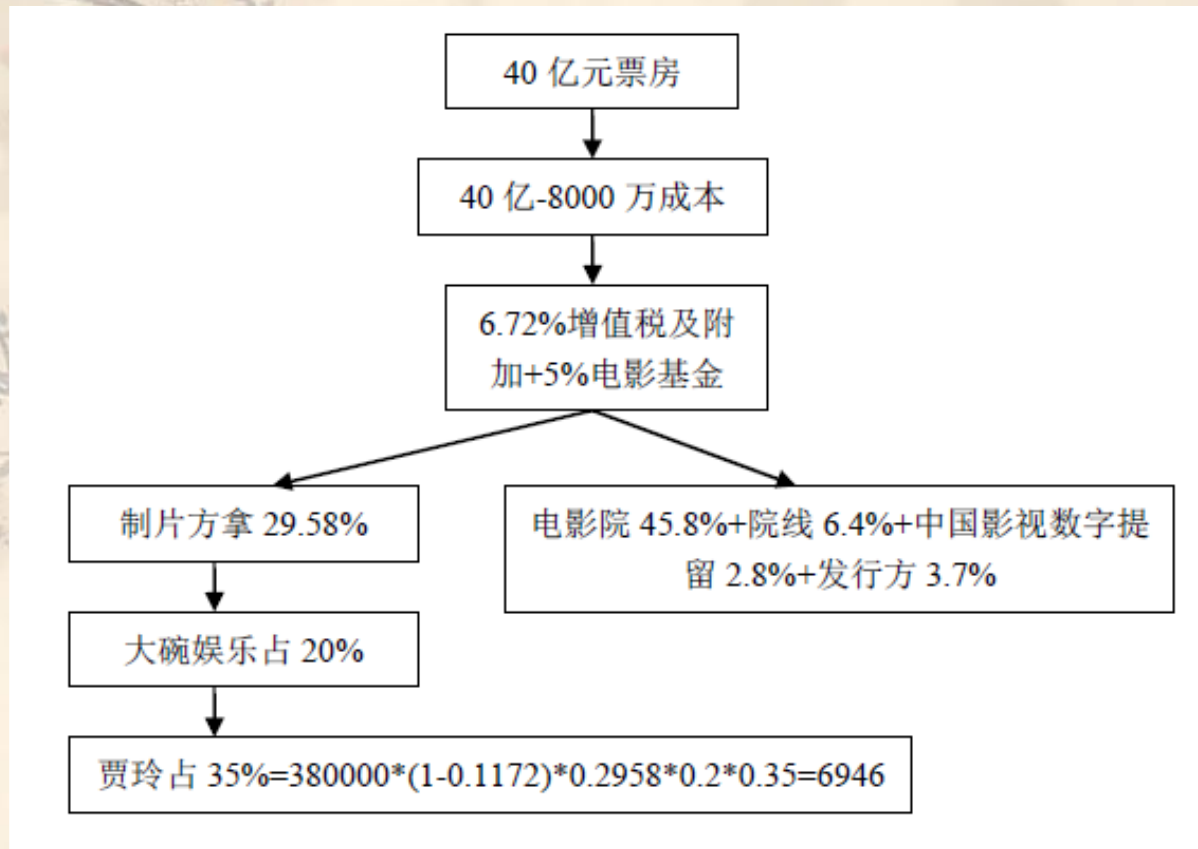 40 亿元票房
40 亿-8000 万成本
6.72%增值税及附
加+5%电影基金
制片方拿 29.58%
电影院 45.8%+院线 6.4%+中国影视数字提
留 2.8%+发行方 3.7%
大碗娱乐占 20%
贾玲占 35%=380000*(1-0.1172)*0.2958*0.2*0.35=6946